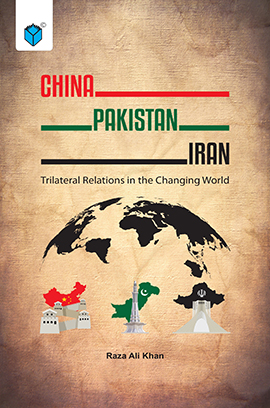 ©
CHINA
PAKISTAN
IRAN
Trilateral Relations in the Changing World
Raza Ali Khan